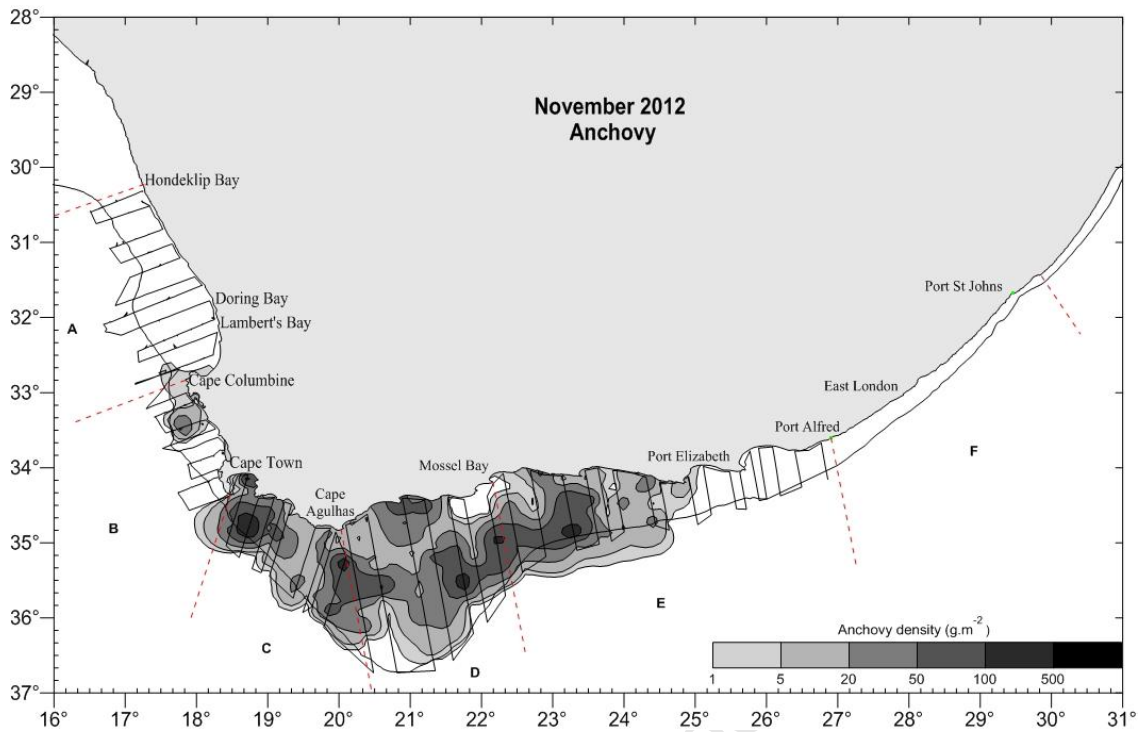 28°
29°
30°
31°
32°
33°
34°
35°
36°
37°
November 2012
Anchovy
Hondeklip Bay
Doring Bay
Lambert's Bay
A
Cape Columbine
Port St Johns
East London
Port Alfred
F
Cape Town
Mossel Bay
Port Elizabeth
Cape
Agulhas
B
E
C
D
Anchovy density (g.m⁻²)
1 5 20 50 100 500
16° 17° 18° 19° 20° 21° 22° 23° 24° 25° 26° 27° 28° 29° 30° 31°